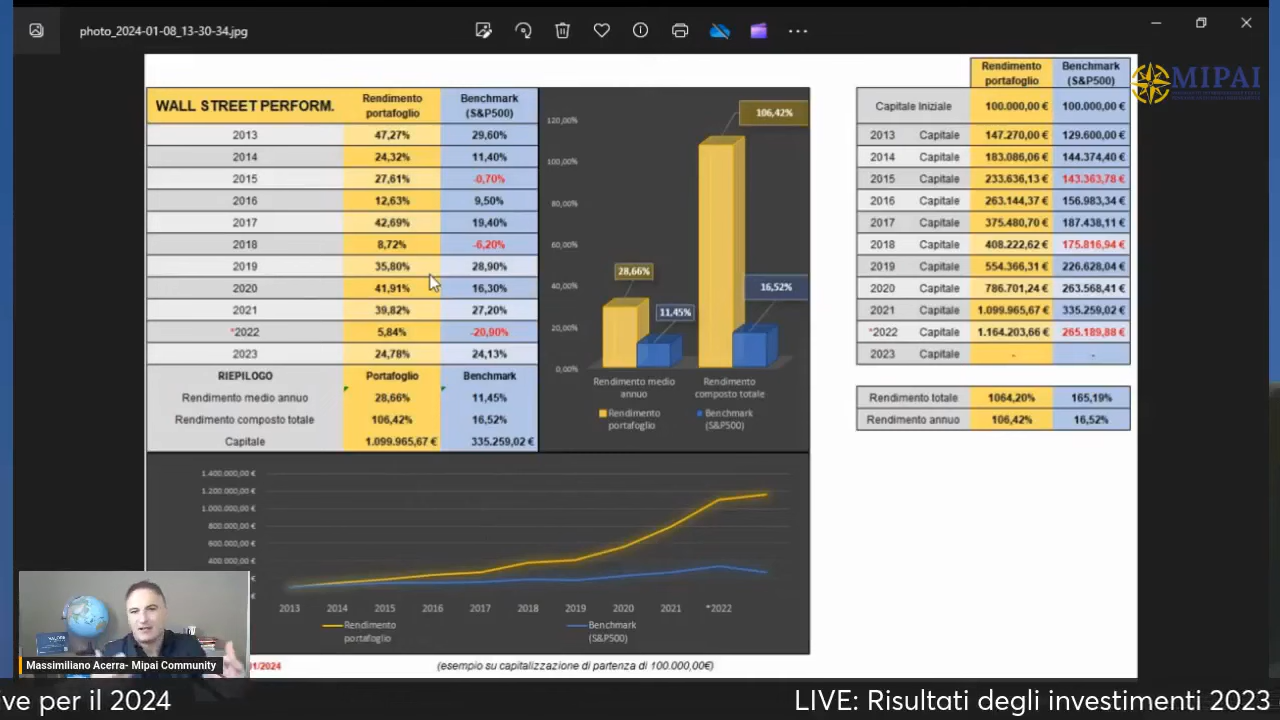 photo_2024-01-08_13-30-34.jpg
MIPAI
WALL STREET PERFORM. Rendimento portafoglio Benchmark (S&P500)
2013 47,27% 29,60%
2014 24,32% 11,40%
2015 27,61% -0,70%
2016 12,63% 9,50%
2017 42,69% 19,40%
2018 8,72% -6,20%
2019 35,80% 28,90%
2020 41,91% 16,30%
2021 39,82% 27,20%
*2022 5,84% -20,90%
2023 24,78% 24,13%
RIEPILOGO Portafoglio Benchmark
Rendimento medio annuo 28,66% 11,45%
Rendimento composto totale 106,42% 16,52%
Capitale 1.099.965,67 € 335.259,02 €
120,00%
100,00%
80,00%
60,00%
40,00%
20,00%
0,00%
106,42%
28,66%
16,52%
11,45%
Rendimento medio annuo
Rendimento composto totale
Rendimento portafoglio
Benchmark (S&P500)
Rendimento portafoglio Benchmark (S&P500)
Capitale Iniziale 100.000,00 € 100.000,00 €
2013 Capitale 147.270,00 € 129.600,00 €
2014 Capitale 183.086,06 € 144.374,40 €
2015 Capitale 233.636,13 € 143.363,78 €
2016 Capitale 263.144,37 € 156.983,34 €
2017 Capitale 375.480,70 € 187.438,11 €
2018 Capitale 408.222,62 € 175.816,94 €
2019 Capitale 554.366,31 € 226.628,04 €
2020 Capitale 786.701,24 € 263.568,41 €
2021 Capitale 1.099.965,67 € 335.259,02 €
*2022 Capitale 1.164.203,66 € 265.189,88 €
2023 Capitale - -
Rendimento totale 1064,20% 165,19%
Rendimento annuo 106,42% 16,52%
1.400.000,00 €
1.200.000,00 €
1.000.000,00 €
800.000,00 €
600.000,00 €
400.000,00 €
€
€
2013 2014 2015 2016 2017 2018 2019 2020 2021 *2022
Rendimento portafoglio
Benchmark (S&P500)
1/2024
(esempio su capitalizzazione di partenza di 100.000,00€)
Massimiliano Acerra- Mipai Community
ve per il 2024
LIVE: Risultati degli investimenti 2023